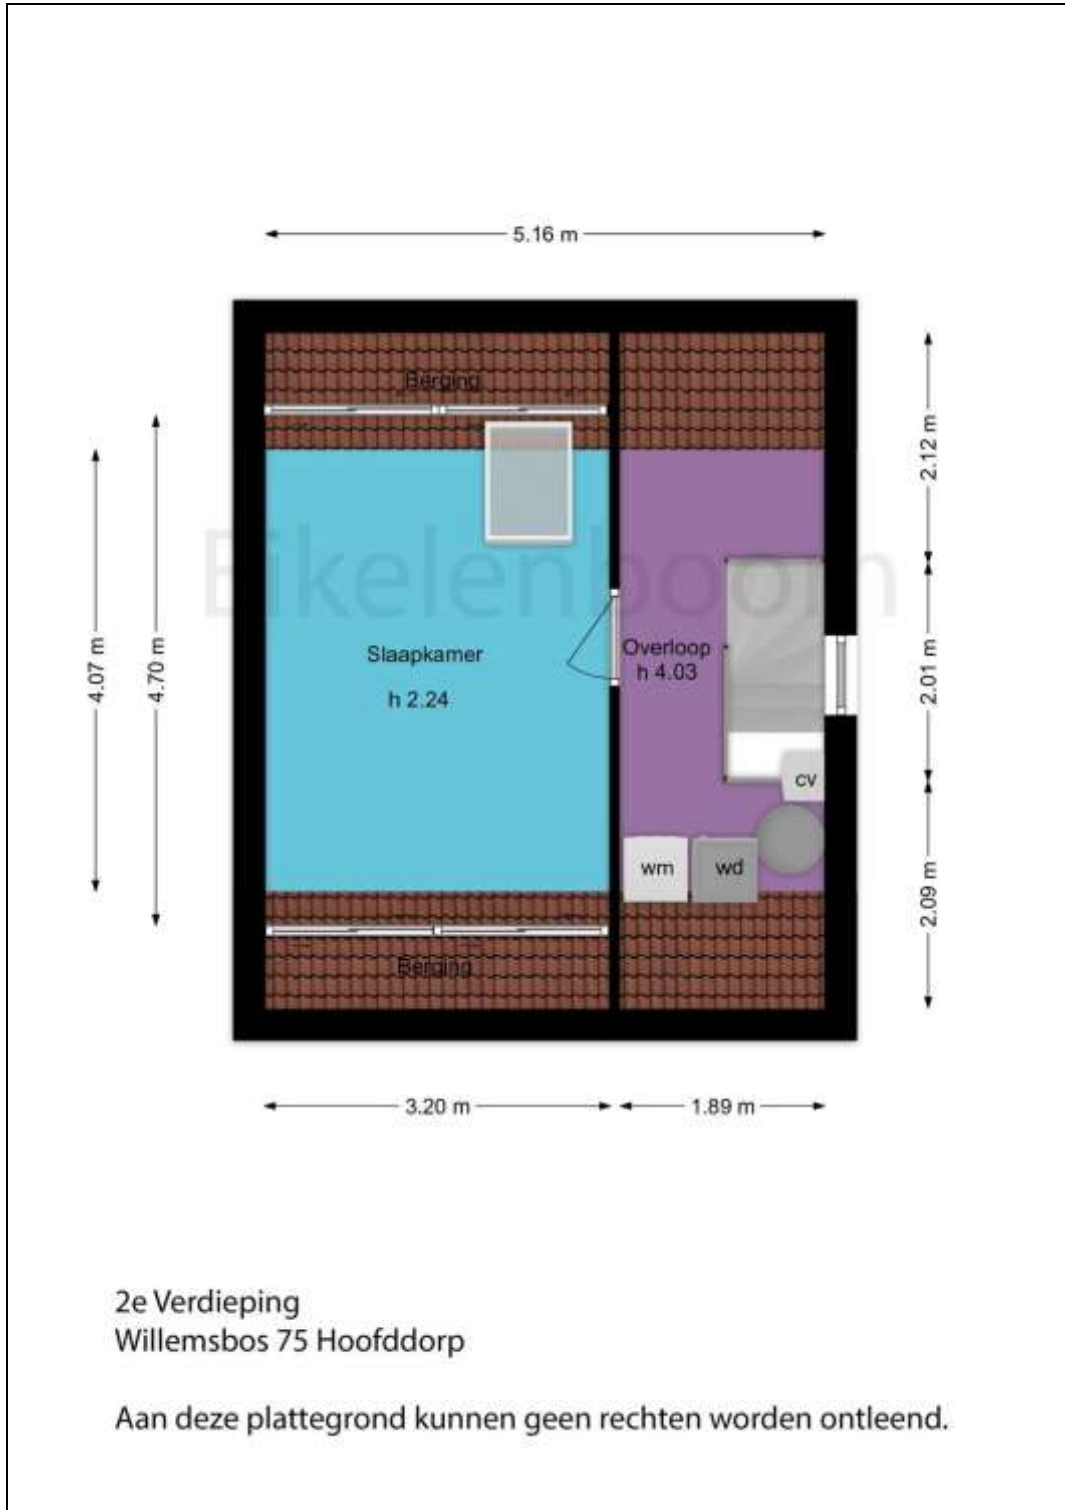 5.16 m
Berging
2.12 m
Eikelenboom
4.07 m
4.70 m
Slaapkamer
h 2.24
Overloop
h 4.03
2.01 m
cv
wm
wd
2.09 m
Berging
3.20 m
1.89 m
2e Verdieping
Willemsbos 75 Hoofddorp
Aan deze plattegrond kunnen geen rechten worden ontleend.